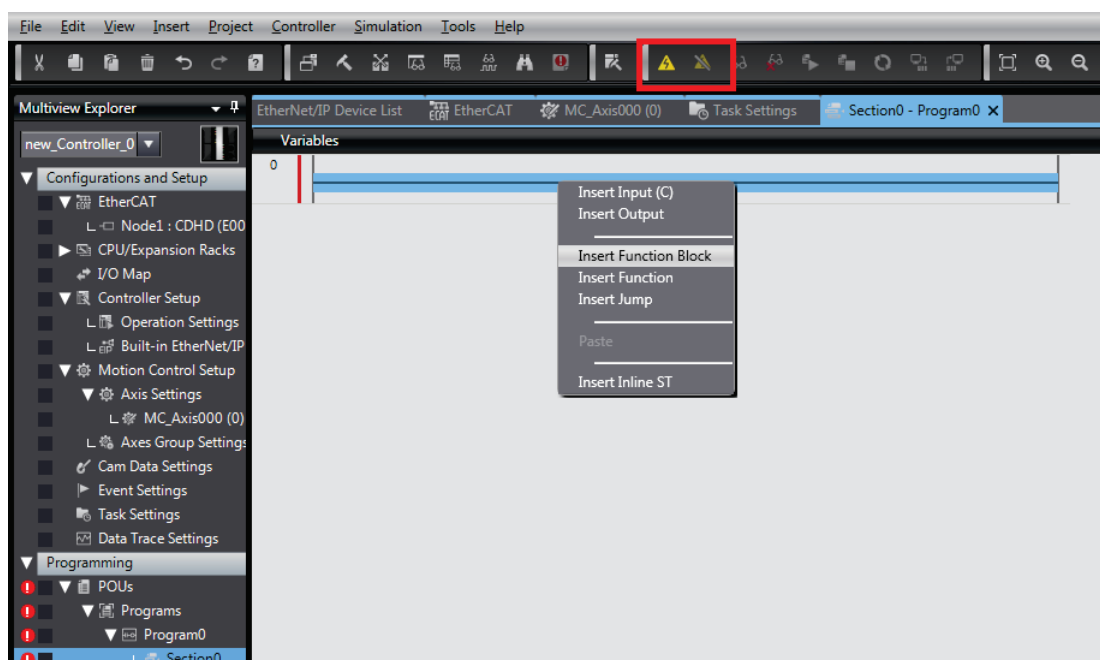 File Edit View Insert Project Controller Simulation Tools Help
Multiview Explorer
EtherNet/IP Device List EtherCAT MC_Axis000 (0) Task Settings Section0 - Program0
new_Controller_0
Variables
0
Configurations and Setup
EtherCAT
Node1 : CDHD (E00
CPU/Expansion Racks
I/O Map
Controller Setup
Operation Settings
Built-in EtherNet/IP
Motion Control Setup
Axis Settings
MC_Axis000 (0)
Axes Group Settings
Cam Data Settings
Event Settings
Task Settings
Data Trace Settings
Programming
POUs
Programs
Program0
Section0
Insert Input (C)
Insert Output
Insert Function Block
Insert Function
Insert Jump
Paste
Insert Inline ST